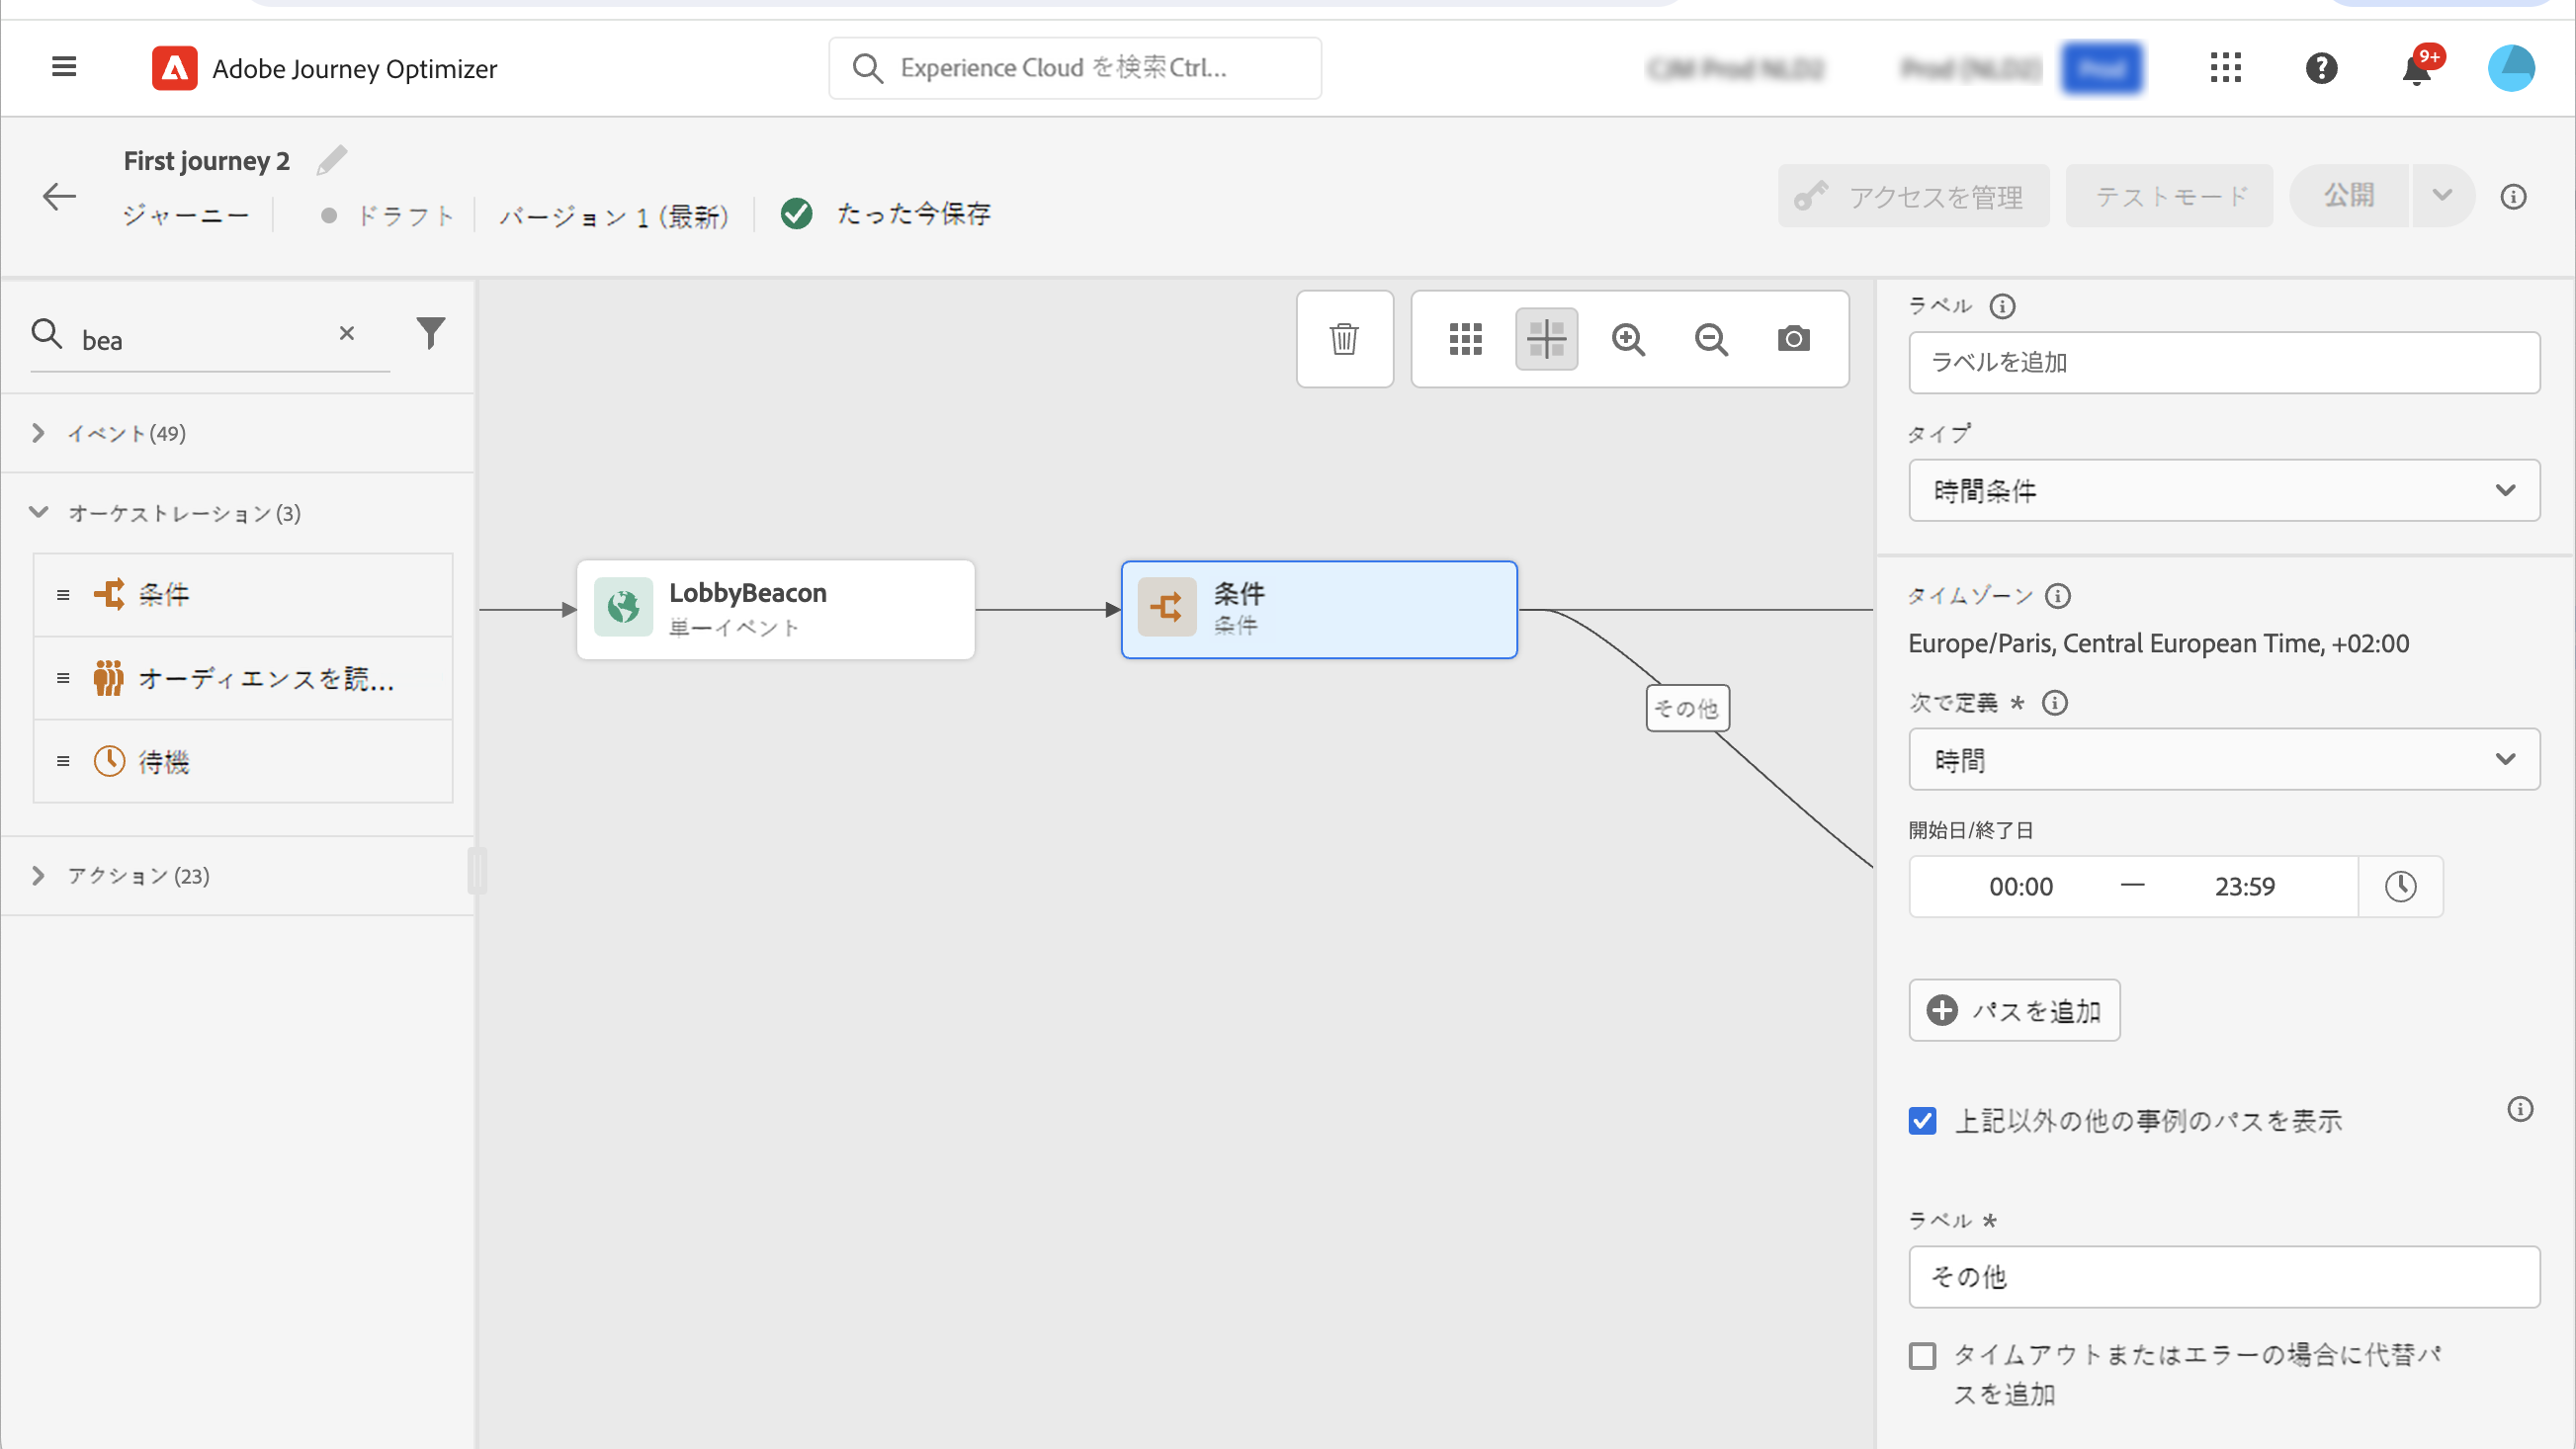 Adobe Journey Optimizer
Experience Cloud を検索Ctrl...
9+
First journey 2
ジャーニー
ドラフト
バージョン 1 (最新)
たった今保存
アクセスを管理
テストモード
公開
bea
イベント(49)
オーケストレーション(3)
条件
オーディエンスを読...
待機
アクション(23)
LobbyBeacon
単一イベント
条件
条件
その他
ラベル
ラベルを追加
タイプ
時間条件
タイムゾーン
Europe/Paris, Central European Time, +02:00
次で定義 *
時間
開始日/終了日
00:00 — 23:59
パスを追加
上記以外の他の事例のパスを表示
ラベル *
その他
タイムアウトまたはエラーの場合に代替パ
スを追加